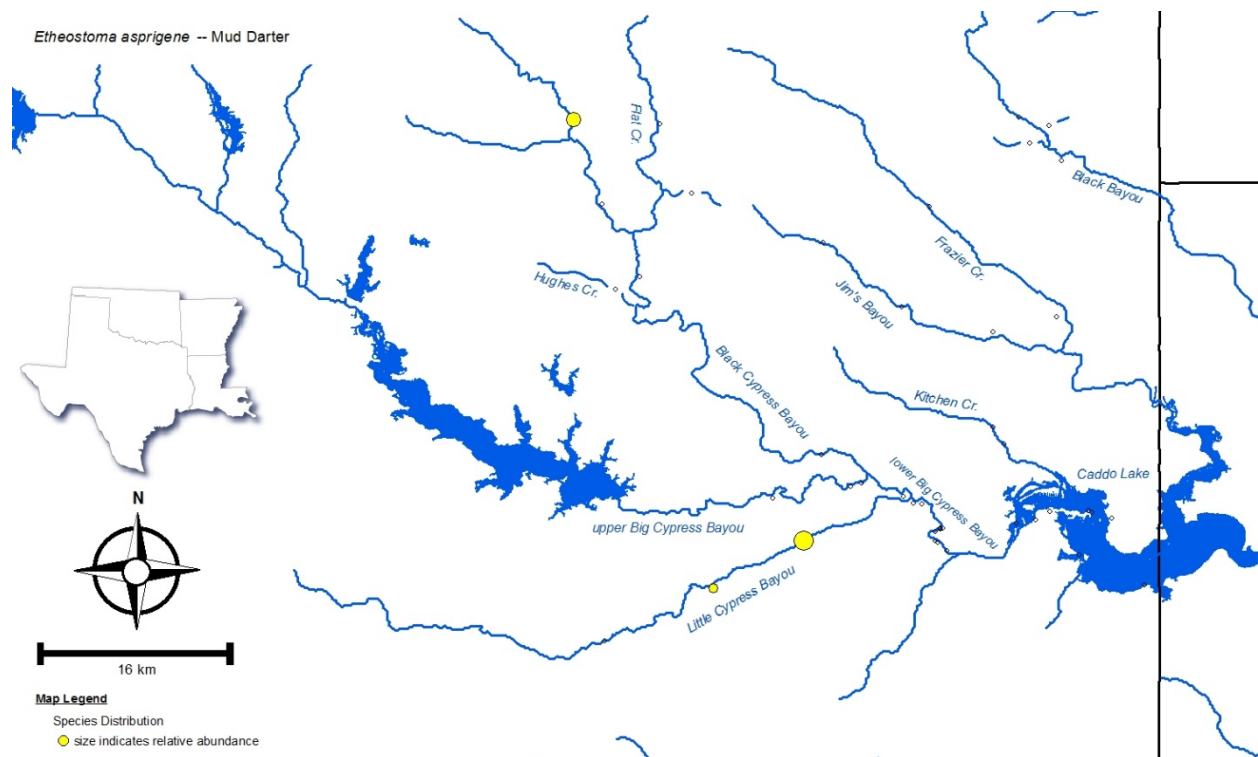 Etheostoma asprigene -- Mud Darter
Flat Cr.
Black Bayou
Frazier Cr.
Hughes Cr.
Jim's Bayou
Black Cypress Bayou
Kitchen Cr.
Caddo Lake
lower Big Cypress Bayou
N
upper Big Cypress Bayou
Little Cypress Bayou
16 km
Map Legend
Species Distribution
size indicates relative abundance